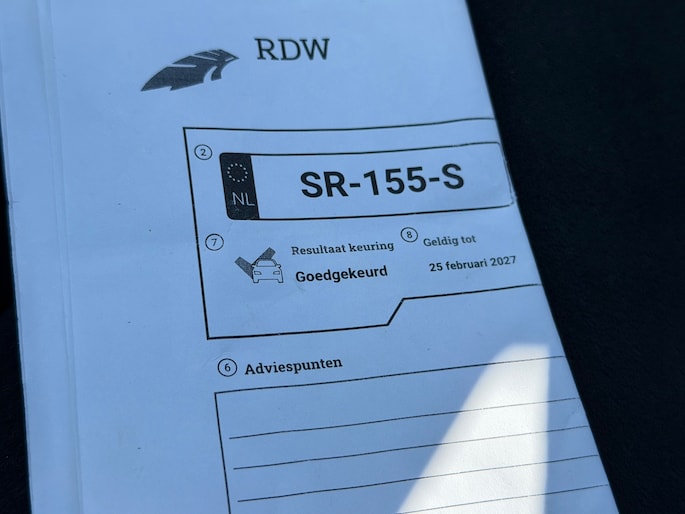 RDW
2
NL SR-155-S
7 Resultaat keuring 8 Geldig tot
Goedgekeurd 25 februari 2027
6 Adviespunten